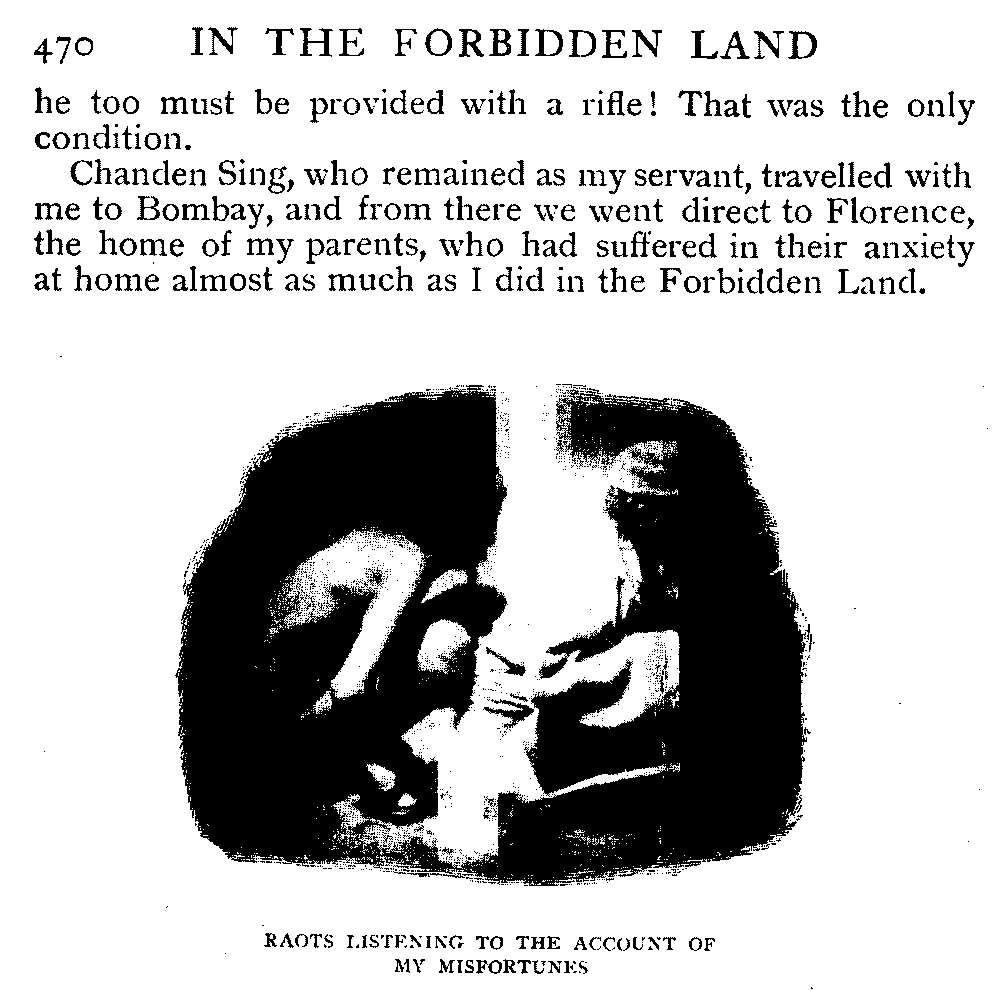 470 IN THE FORBIDDEN LAND
he too must be provided with a rifle! That was the only
condition.
Chanden Sing, who remained as my servant, travelled with
me to Bombay, and from there we went direct to Florence,
the home of my parents, who had suffered in their anxiety
at home almost as much as I did in the Forbidden Land.
RAOTS LISTENING TO THE ACCOUNT OF
MY MISFORTUNES